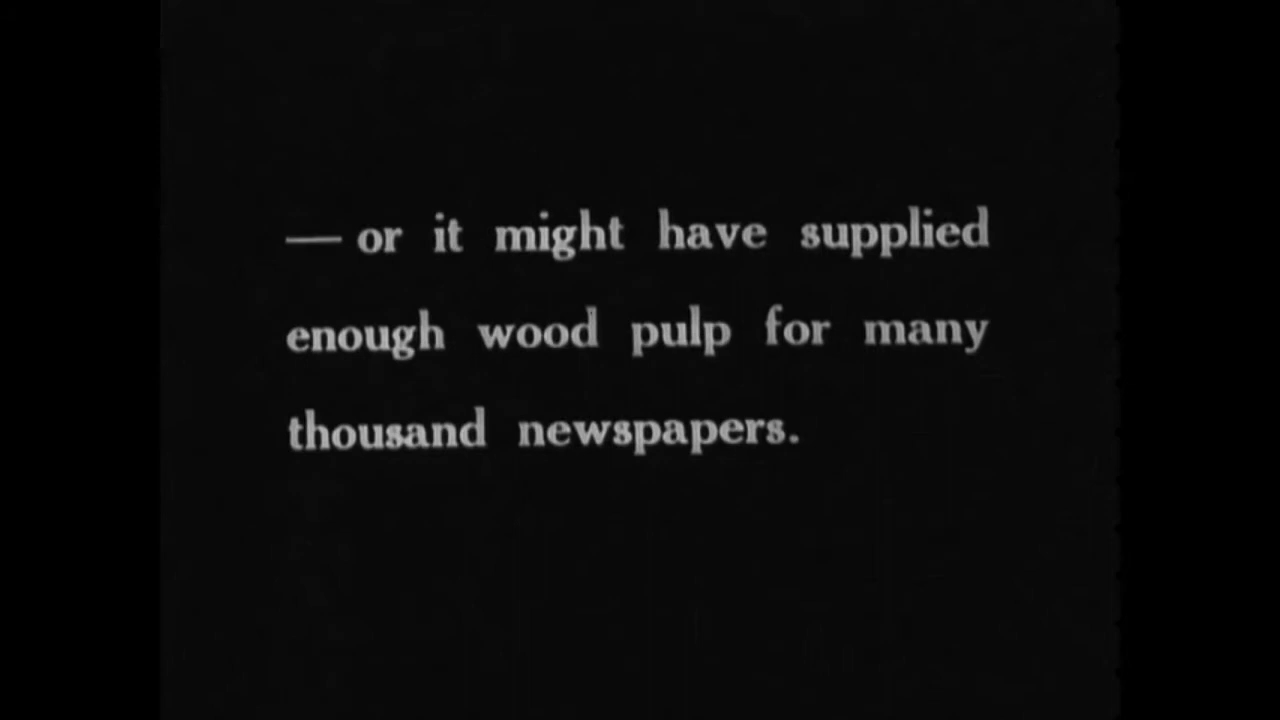 — or it might have supplied
enough wood pulp for many
thousand newspapers.